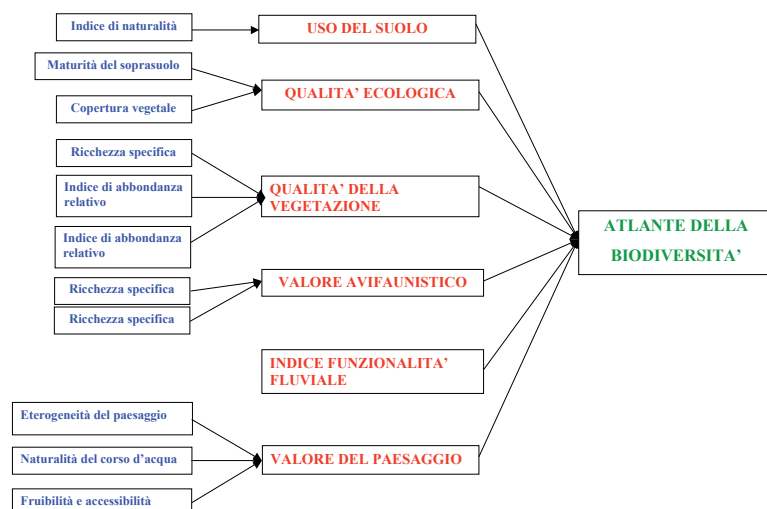 Indice di naturalità
USO DEL SUOLO
Maturità del soprasuolo
QUALITA’ ECOLOGICA
Copertura vegetale
Ricchezza specifica
Indice di abbondanza
relativo
QUALITA’ DELLA
VEGETAZIONE
Indice di abbondanza
relativo
ATLANTE DELLA
BIODIVERSITA’
Ricchezza specifica
VALORE AVIFAUNISTICO
Ricchezza specifica
INDICE FUNZIONALITA’
FLUVIALE
Eterogeneità del paesaggio
Naturalità del corso d’acqua
VALORE DEL PAESAGGIO
Fruibilità e accessibilità